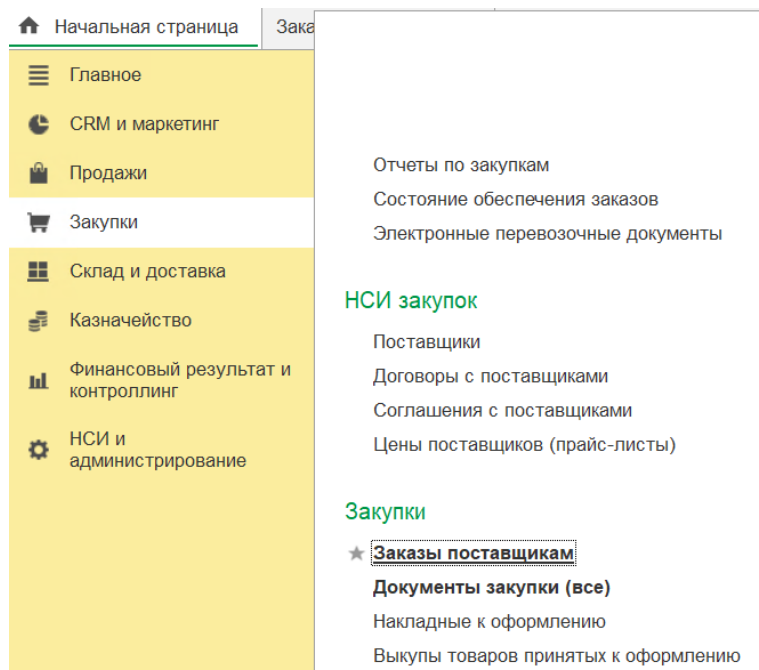 Начальная страница
Зака
Главное
CRM и маркетинг
Продажи
Закупки
Склад и доставка
Казначейство
Финансовый результат и
контроллинг
НСИ и
администрирование
Отчеты по закупкам
Состояние обеспечения заказов
Электронные перевозочные документы
НСИ закупок
Поставщики
Договоры с поставщиками
Соглашения с поставщиками
Цены поставщиков (прайс-листы)
Закупки
Заказы поставщикам
Документы закупки (все)
Накладные к оформлению
Выкупы товаров принятых к оформлению